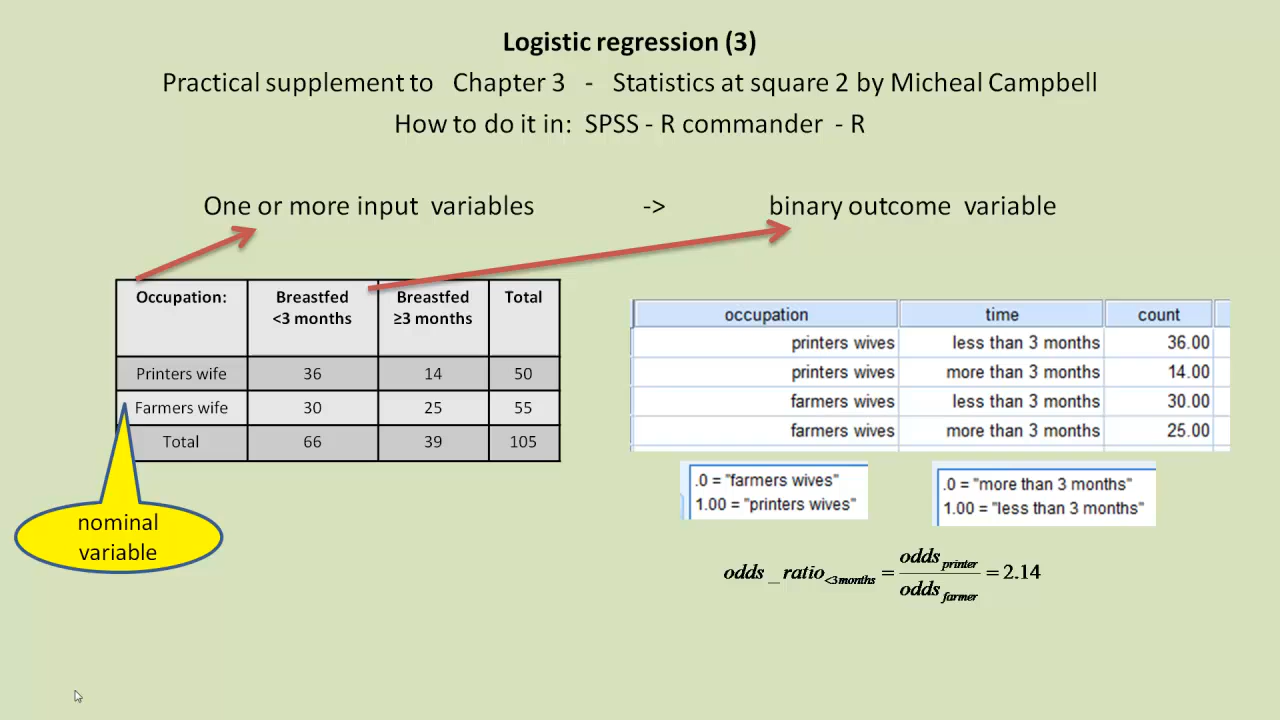 Logistic regression (3)
Practical supplement to Chapter 3 - Statistics at square 2 by Micheal Campbell
How to do it in: SPSS - R commander - R
One or more input variables -> binary outcome variable
Occupation: Breastfed Breastfed Total
<3 months ≥3 months
Printers wife 36 14 50
Farmers wife 30 25 55
Total 66 39 105
nominal
variable
occupation time count
printers wives less than 3 months 36.00
printers wives more than 3 months 14.00
farmers wives less than 3 months 30.00
farmers wives more than 3 months 25.00
.0 = "farmers wives"
1.00 = "printers wives"
.0 = "more than 3 months"
1.00 = "less than 3 months"
odds_ratio<3months = odds printer / odds farmer = 2.14